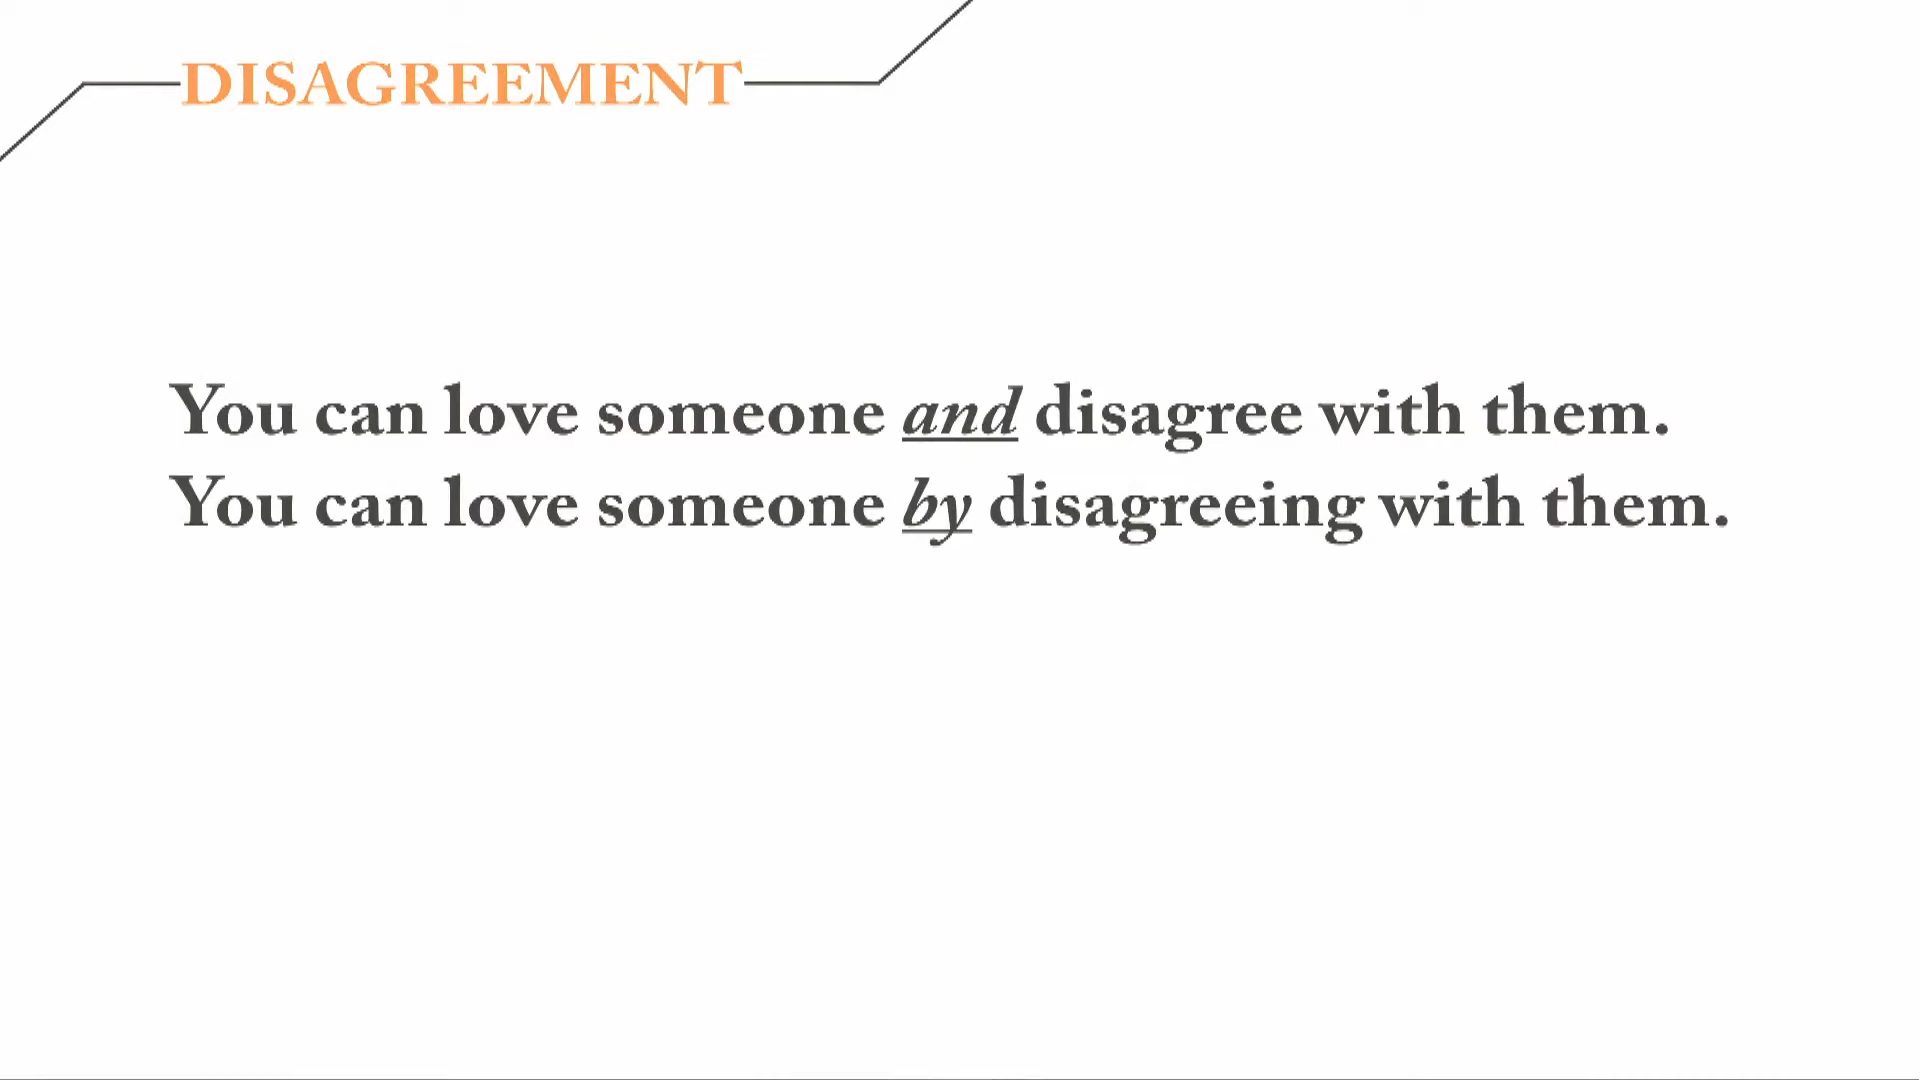 DISAGREEMENT
You can love someone and disagree with them.
You can love someone by disagreeing with them.